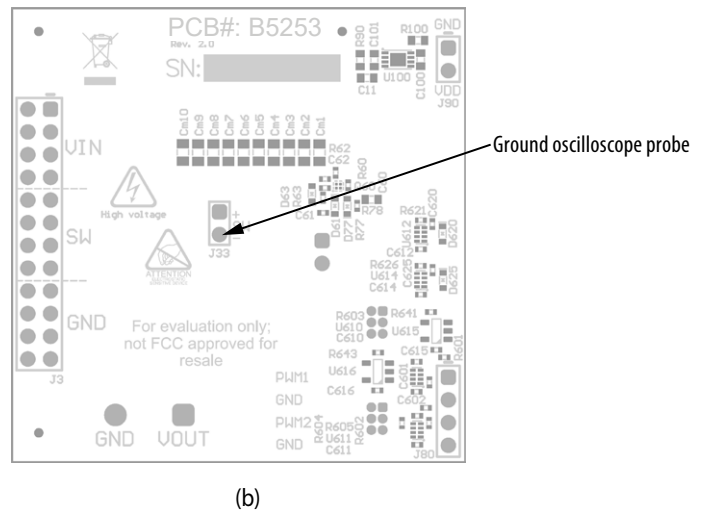 PCB#: B5253
Rev. 2.0
SN:
R90
C101
R100
GND
U100
C100
C11
VDD
J90
Cm10
Cm9
Cm8
Cm7
Cm6
Cm5
Cm4
Cm3
Cm2
Cm1
Ground oscilloscope probe
VIN
R62
C62
R60
C60
D63
R63
C61
D61
D77
R77
R78
High voltage
J33
SW
ATTENTION
R621
C620
U612
C612
D620
R626
C625
U614
C614
D625
GND
For evaluation only;
not FCC approved for
resale
R603
U610
C610
R641
U615
R601
J3
R643
U616
C616
C615
C601
C602
PWM1
GND
PWM2
GND
R604
R605
U611
C611
R602
J80
GND
VOUT
(b)